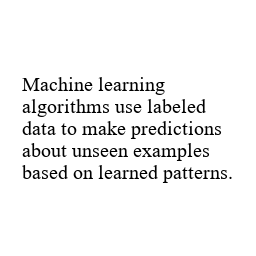 Machine learning
algorithms use labeled
data to make predictions
about unseen examples
based on learned patterns.